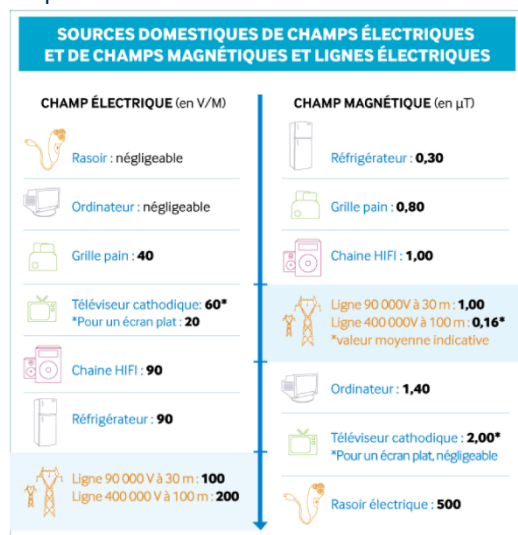 SOURCES DOMESTIQUES DE CHAMPS ÉLECTRIQUES
ET DE CHAMPS MAGNÉTIQUES ET LIGNES ÉLECTRIQUES
CHAMP ÉLECTRIQUE (en V/M)
Rasoir : négligeable
Ordinateur : négligeable
Grille pain : 40
Téléviseur cathodique: 60*
*Pour un écran plat : 20
Chaine HIFI : 90
Réfrigérateur : 90
Ligne 90 000 V à 30 m : 100
Ligne 400 000 V à 100 m : 200
CHAMP MAGNÉTIQUE (en µT)
Réfrigérateur : 0,30
Grille pain : 0,80
Chaine HIFI : 1,00
Ligne 90 000V à 30 m : 1,00
Ligne 400 000V à 100 m : 0,16*
*valeur moyenne indicative
Ordinateur : 1,40
Téléviseur cathodique : 2,00*
*Pour un écran plat, négligeable
Rasoir électrique : 500